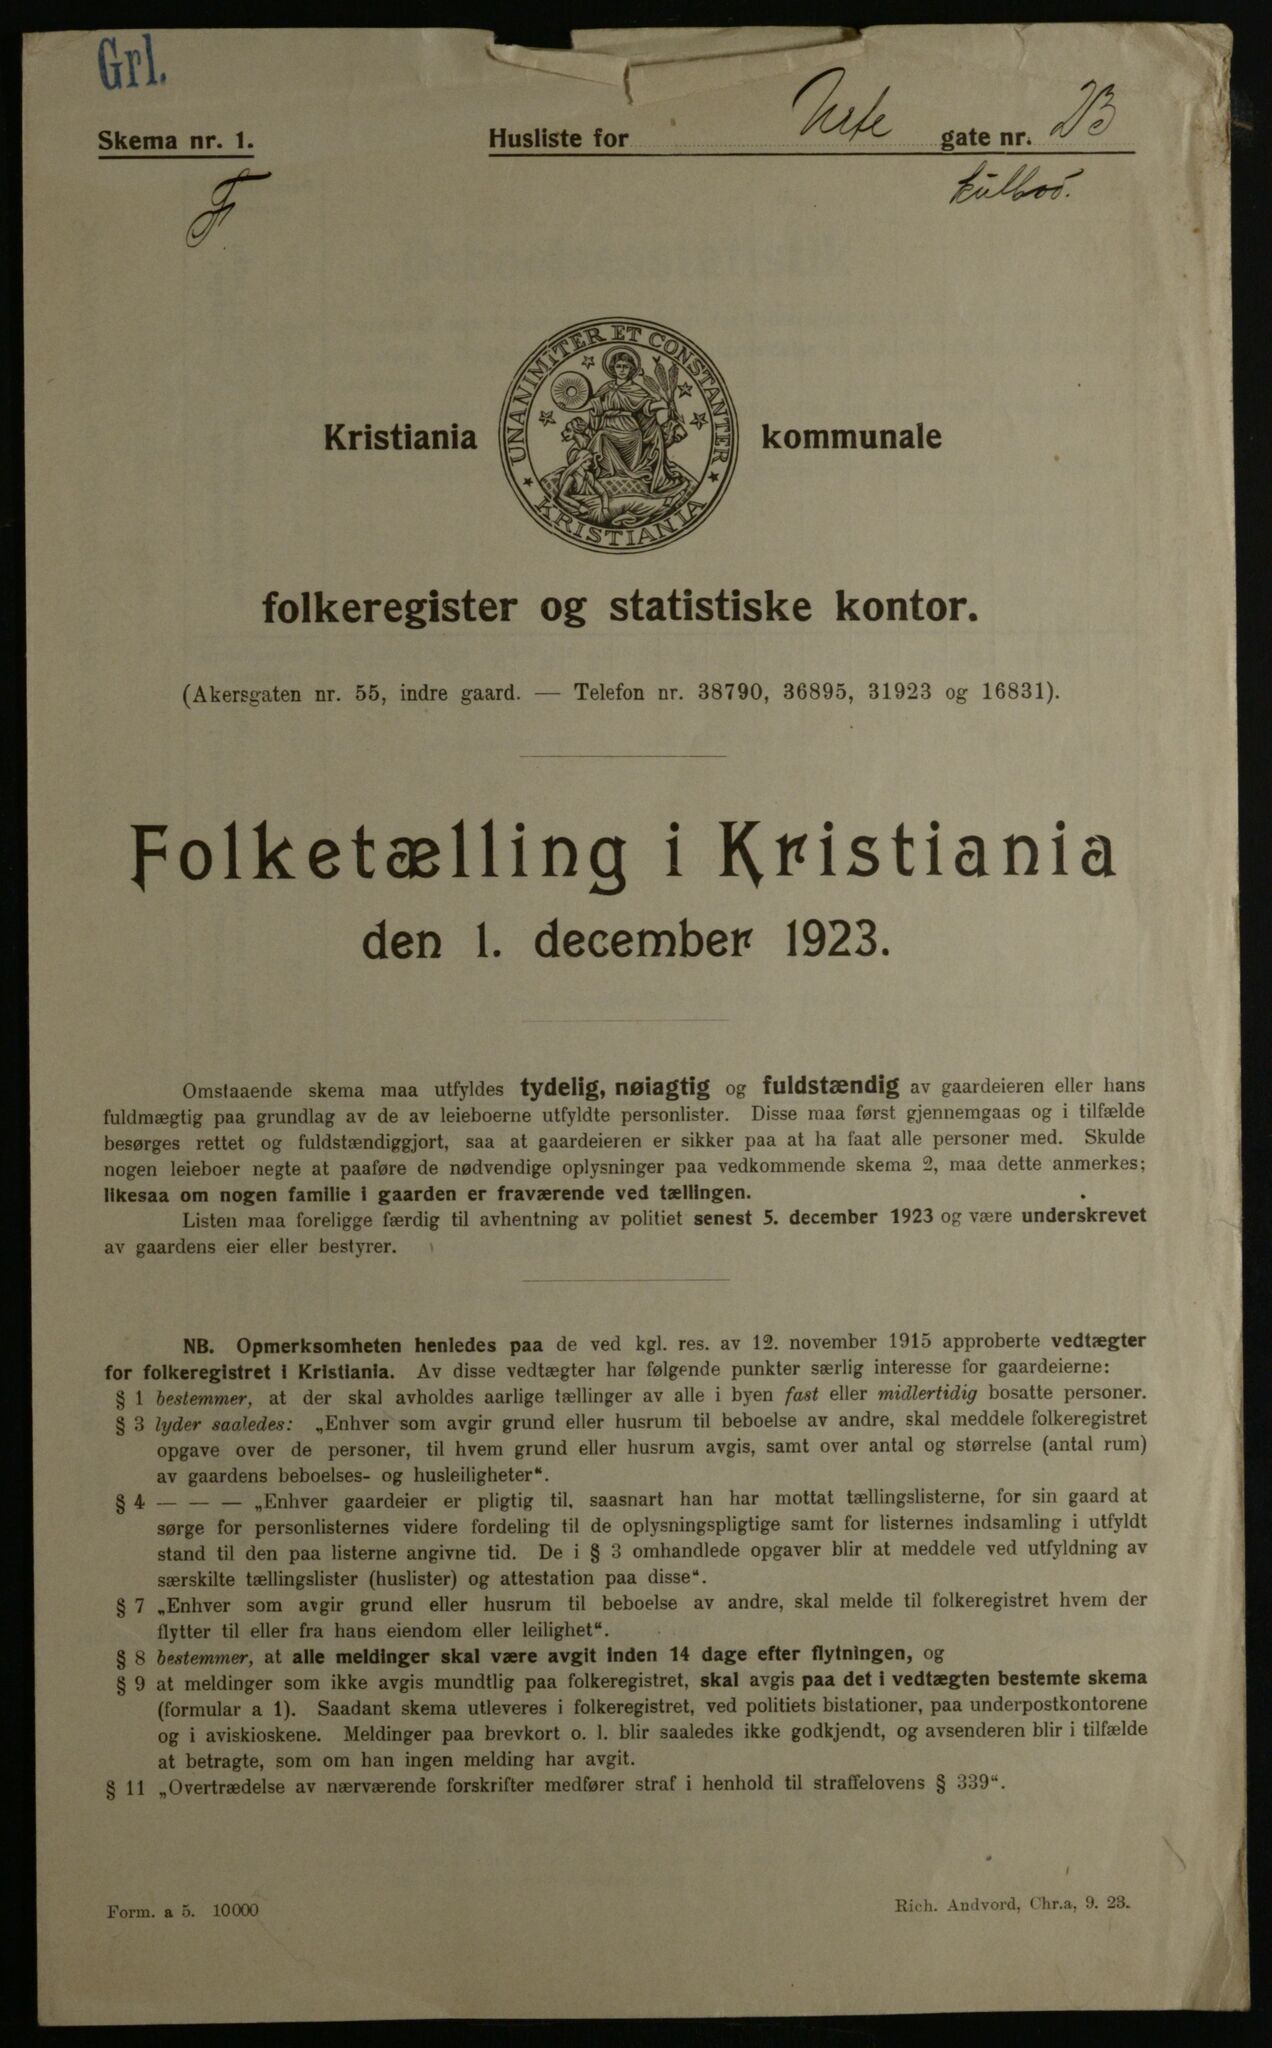 Grl.
Skema nr. 1. Husliste for Urte gate nr. 2B
F kulbod.
UNANIMITER ET CONSTANTER
KRISTIANIA
Kristiania kommunale
folkeregister og statistiske kontor.
(Akersgaten nr. 55, indre gaard. — Telefon nr. 38790, 36895, 31923 og 16831).
Folketælling i Kristiania
den 1. december 1923.
Omstaaende skema maa utfyldes tydelig, nøiagtig og fuldstændig av gaardeieren eller hans
fuldmægtig paa grundlag av de av leieboerne utfyldte personlister. Disse maa først gjennemgaas og i tilfælde
besørges rettet og fuldstændiggjort, saa at gaardeieren er sikker paa at ha faat alle personer med. Skulde
nogen leieboer negte at paaføre de nødvendige oplysninger paa vedkommende skema 2, maa dette anmerkes;
likesaa om nogen familie i gaarden er fraværende ved tællingen.
Listen maa foreligge færdig til avhentning av politiet senest 5. december 1923 og være underskrevet
av gaardens eier eller bestyrer.
NB. Opmerksomheten henledes paa de ved kgl. res. av 12. november 1915 approberte vedtægter
for folkeregistret i Kristiania. Av disse vedtægter har følgende punkter særlig interesse for gaardeierne:
§ 1 bestemmer, at der skal avholdes aarlige tællinger av alle i byen fast eller midlertidig bosatte personer.
§ 3 lyder saaledes: „Enhver som avgir grund eller husrum til beboelse av andre, skal meddele folkeregistret
opgave over de personer, til hvem grund eller husrum avgis, samt over antal og størrelse (antal rum)
av gaardens beboelses- og husleiligheter“.
§ 4 — — — „Enhver gaardeier er pligtig til, saasnart han har mottat tællingslisterne, for sin gaard at
sørge for personlisternes videre fordeling til de oplysningspligtige samt for listernes indsamling i utfyldt
stand til den paa listerne angivne tid. De i § 3 omhandlede opgaver blir at meddele ved utfyldning av
særskilte tællingslister (huslister) og attestation paa disse“.
§ 7 „Enhver som avgir grund eller husrum til beboelse av andre, skal melde til folkeregistret hvem der
flytter til eller fra hans eiendom eller leilighet“.
§ 8 bestemmer, at alle meldinger skal være avgit inden 14 dage efter flytningen, og
§ 9 at meldinger som ikke avgis mundtlig paa folkeregistret, skal avgis paa det i vedtægten bestemte skema
(formular a 1). Saadant skema utleveres i folkeregistret, ved politiets bistationer, paa underpostkontorene
og i aviskioskene. Meldinger paa brevkort o. l. blir saaledes ikke godkjendt, og avsenderen blir i tilfælde
at betragte, som om han ingen melding har avgit.
§ 11 „Overtrædelse av nærværende forskrifter medfører straf i henhold til straffelovens § 339“.
Form. a 5. 10000 Rich. Andvord, Chr.a, 9. 23.